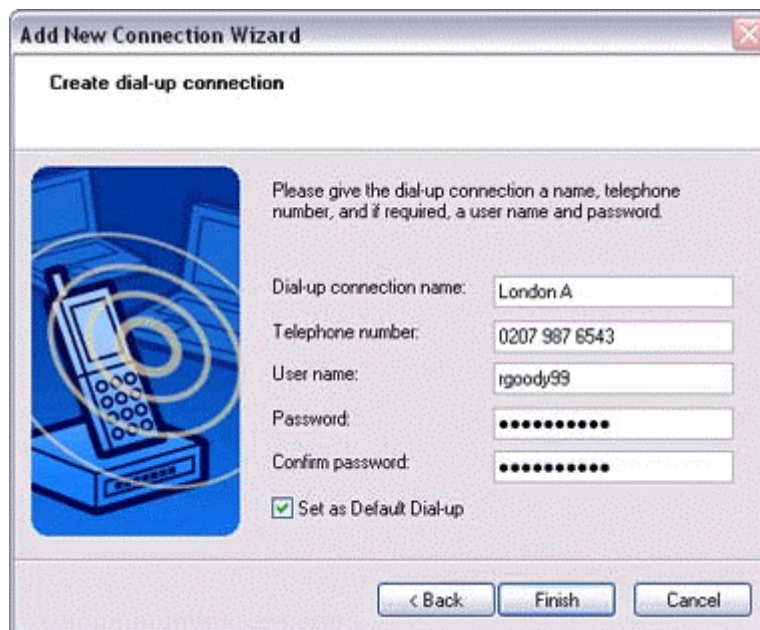 Add New Connection Wizard
Create dial-up connection
Please give the dial-up connection a name, telephone
number, and if required, a user name and password.
Dial-up connection name: London A
Telephone number: 0207 987 6543
User name: rgoody99
Password: ●●●●●●●●●●
Confirm password: ●●●●●●●●●●
Set as Default Dial-up
< Back Finish Cancel